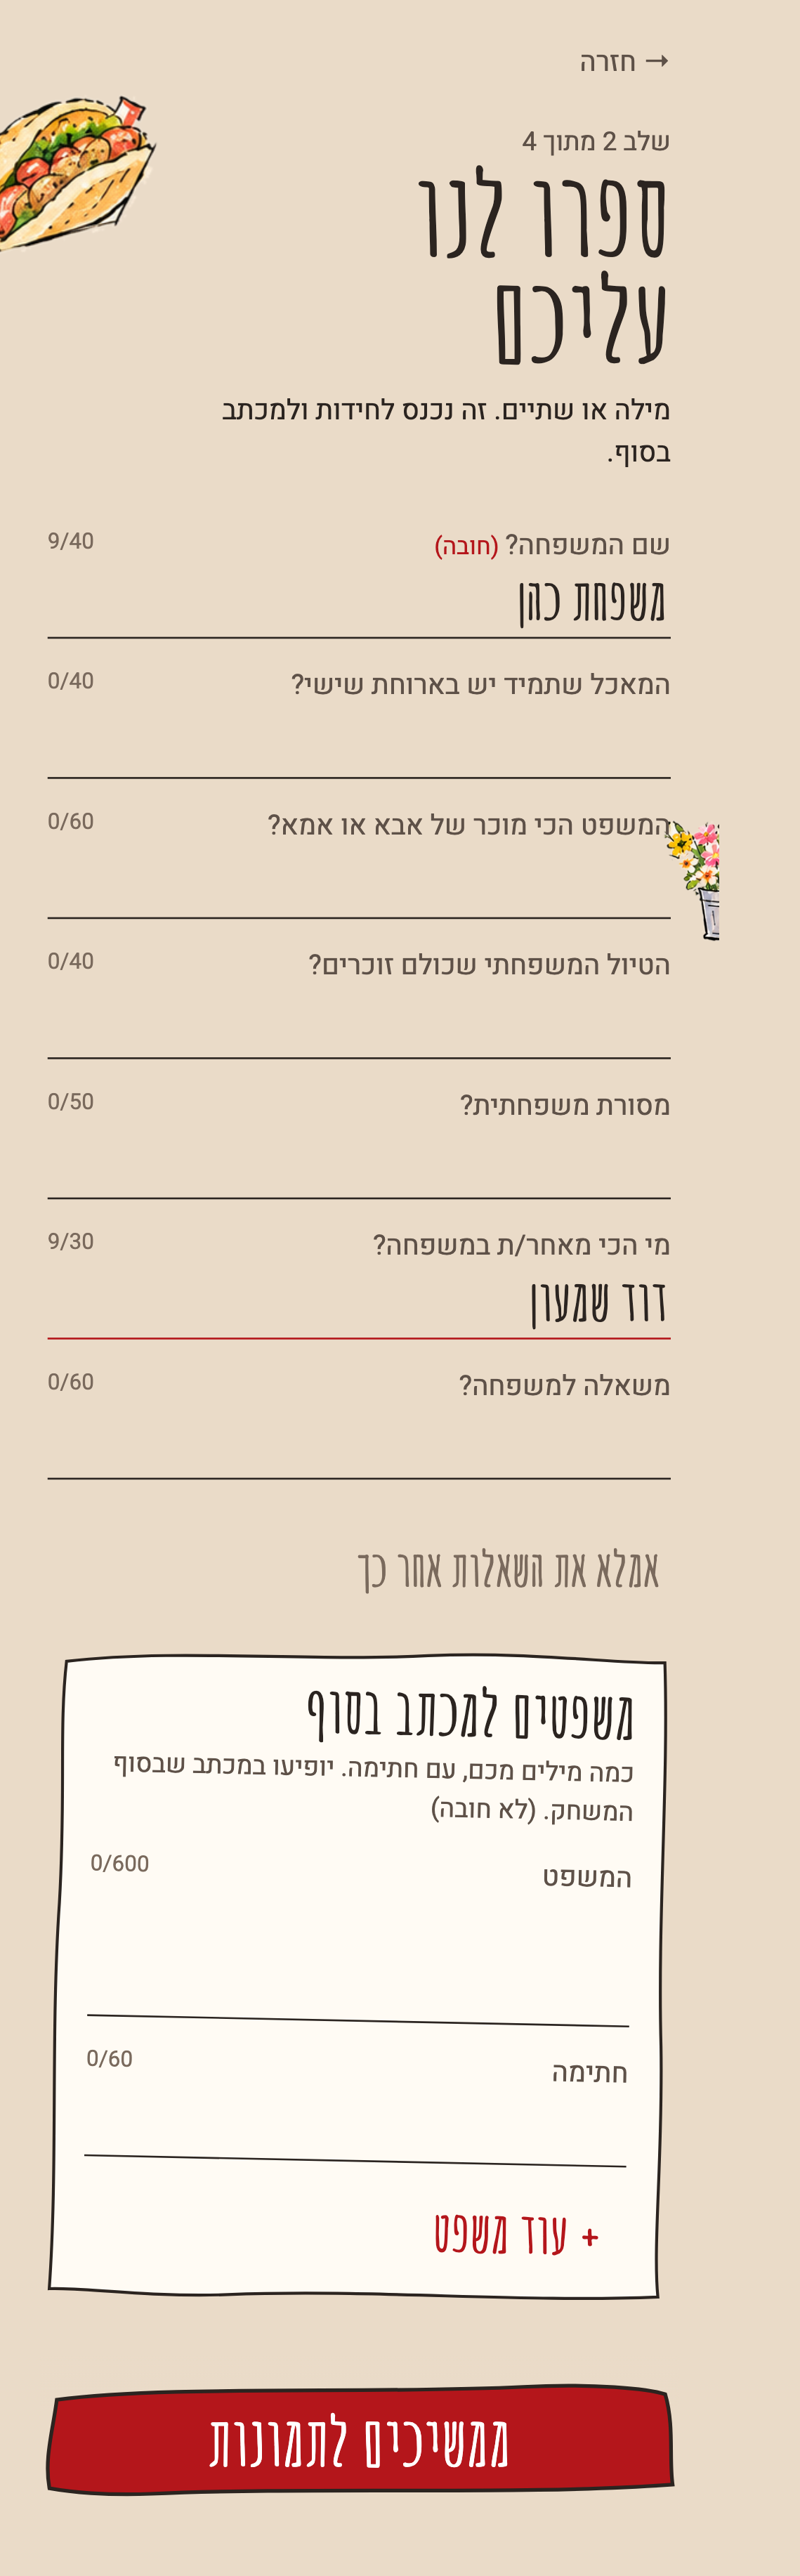 → חזרה
שלב 2 מתוך 4
ספרו לנו
עליכם
מילה או שתיים. זה נכנס לחידות ולמכתב
בסוף.
שם המשפחה? (חובה) 9/40
משפחת כהן
המאכל שתמיד יש בארוחת שישי? 0/40
המשפט הכי מוכר של אבא או אמא? 0/60
הטיול המשפחתי שכולם זוכרים? 0/40
מסורת משפחתית? 0/50
מי הכי מאחר/ת במשפחה? 9/30
דוד שמעון
משאלה למשפחה? 0/60
אמלא את השאלות אחר כך
משפטים למכתב בסוף
כמה מילים מכם, עם חתימה. יופיעו במכתב שבסוף
המשחק. (לא חובה)
המשפט 0/600
חתימה 0/60
+ עוד משפט
ממשיכים לתמונות